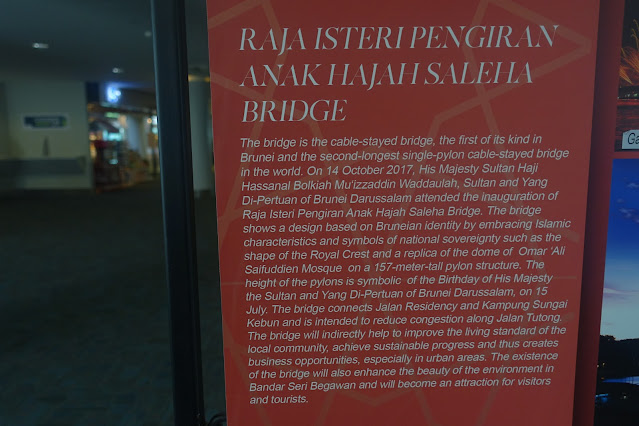 RAJA ISTERI PENGIRAN
ANAK HAJAH SALEHA
BRIDGE
The bridge is the cable-stayed bridge, the first of its kind in
Brunei and the second-longest single-pylon cable-stayed bridge
in the world. On 14 October 2017, His Majesty Sultan Haji
Hassanal Bolkiah Mu'izzaddin Waddaulah, Sultan and Yang
Di-Pertuan of Brunei Darussalam attended the inauguration of
Raja Isteri Pengiran Anak Hajah Saleha Bridge. The bridge
shows a design based on Bruneian identity by embracing Islamic
characteristics and symbols of national sovereignty such as the
shape of the Royal Crest and a replica of the dome of Omar 'Ali
Saifuddien Mosque on a 157-meter-tall pylon structure. The
height of the pylons is symbolic of the Birthday of His Majesty
the Sultan and Yang Di-Pertuan of Brunei Darussalam, on 15
July. The bridge connects Jalan Residency and Kampung Sungai
Kebun and is intended to reduce congestion along Jalan Tutong.
The bridge will indirectly help to improve the living standard of the
local community, achieve sustainable progress and thus creates
business opportunities, especially in urban areas. The existence
of the bridge will also enhance the beauty of the environment in
Bandar Seri Begawan and will become an attraction for visitors
and tourists.
Ga